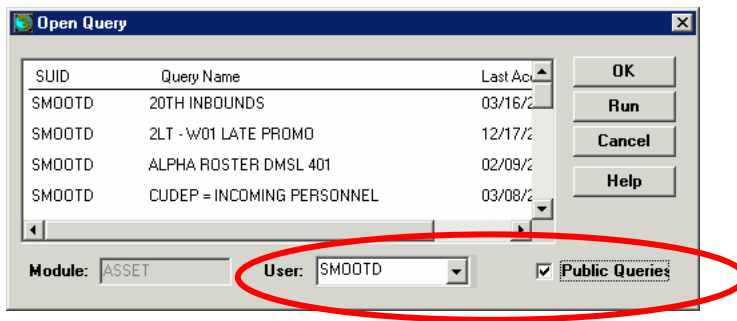 Open Query
SUID Query Name Last Acc
SMOOTD 20TH INBOUNDS 03/16/2
SMOOTD 2LT - W01 LATE PROMO 12/17/2
SMOOTD ALPHA ROSTER DMSL 401 02/09/2
SMOOTD CUDEP = INCOMING PERSONNEL 03/08/2
OK
Run
Cancel
Help
Module: ASSET User: SMOOTD Public Queries